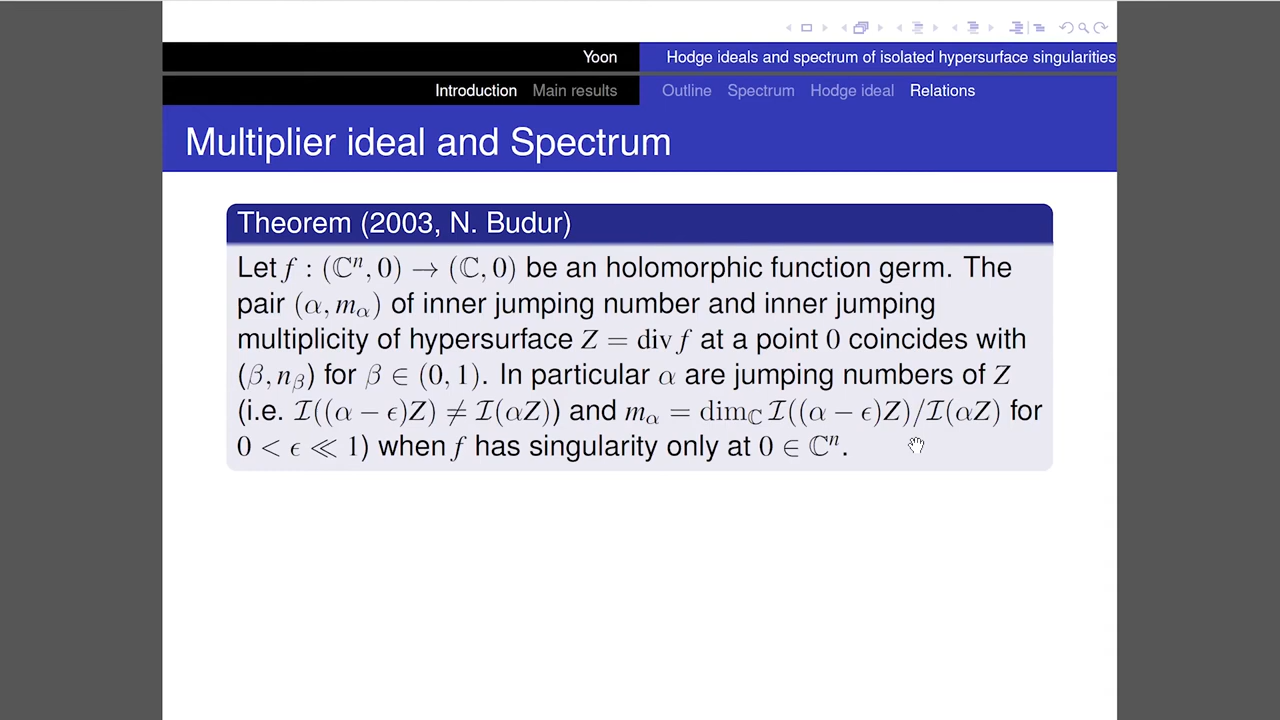 Yoon
Hodge ideals and spectrum of isolated hypersurface singularities
Introduction Main results
Outline Spectrum Hodge ideal Relations
Multiplier ideal and Spectrum
Theorem (2003, N. Budur)
Let f : (ℂⁿ, 0) → (ℂ, 0) be an holomorphic function germ. The
pair (α, m_α) of inner jumping number and inner jumping
multiplicity of hypersurface Z = div f at a point 0 coincides with
(β, n_β) for β ∈ (0, 1). In particular α are jumping numbers of Z
(i.e. ℐ((α − ϵ)Z) ≠ ℐ(αZ)) and m_α = dim_ℂ ℐ((α − ϵ)Z)/ℐ(αZ) for
0 < ϵ ≪ 1) when f has singularity only at 0 ∈ ℂⁿ.